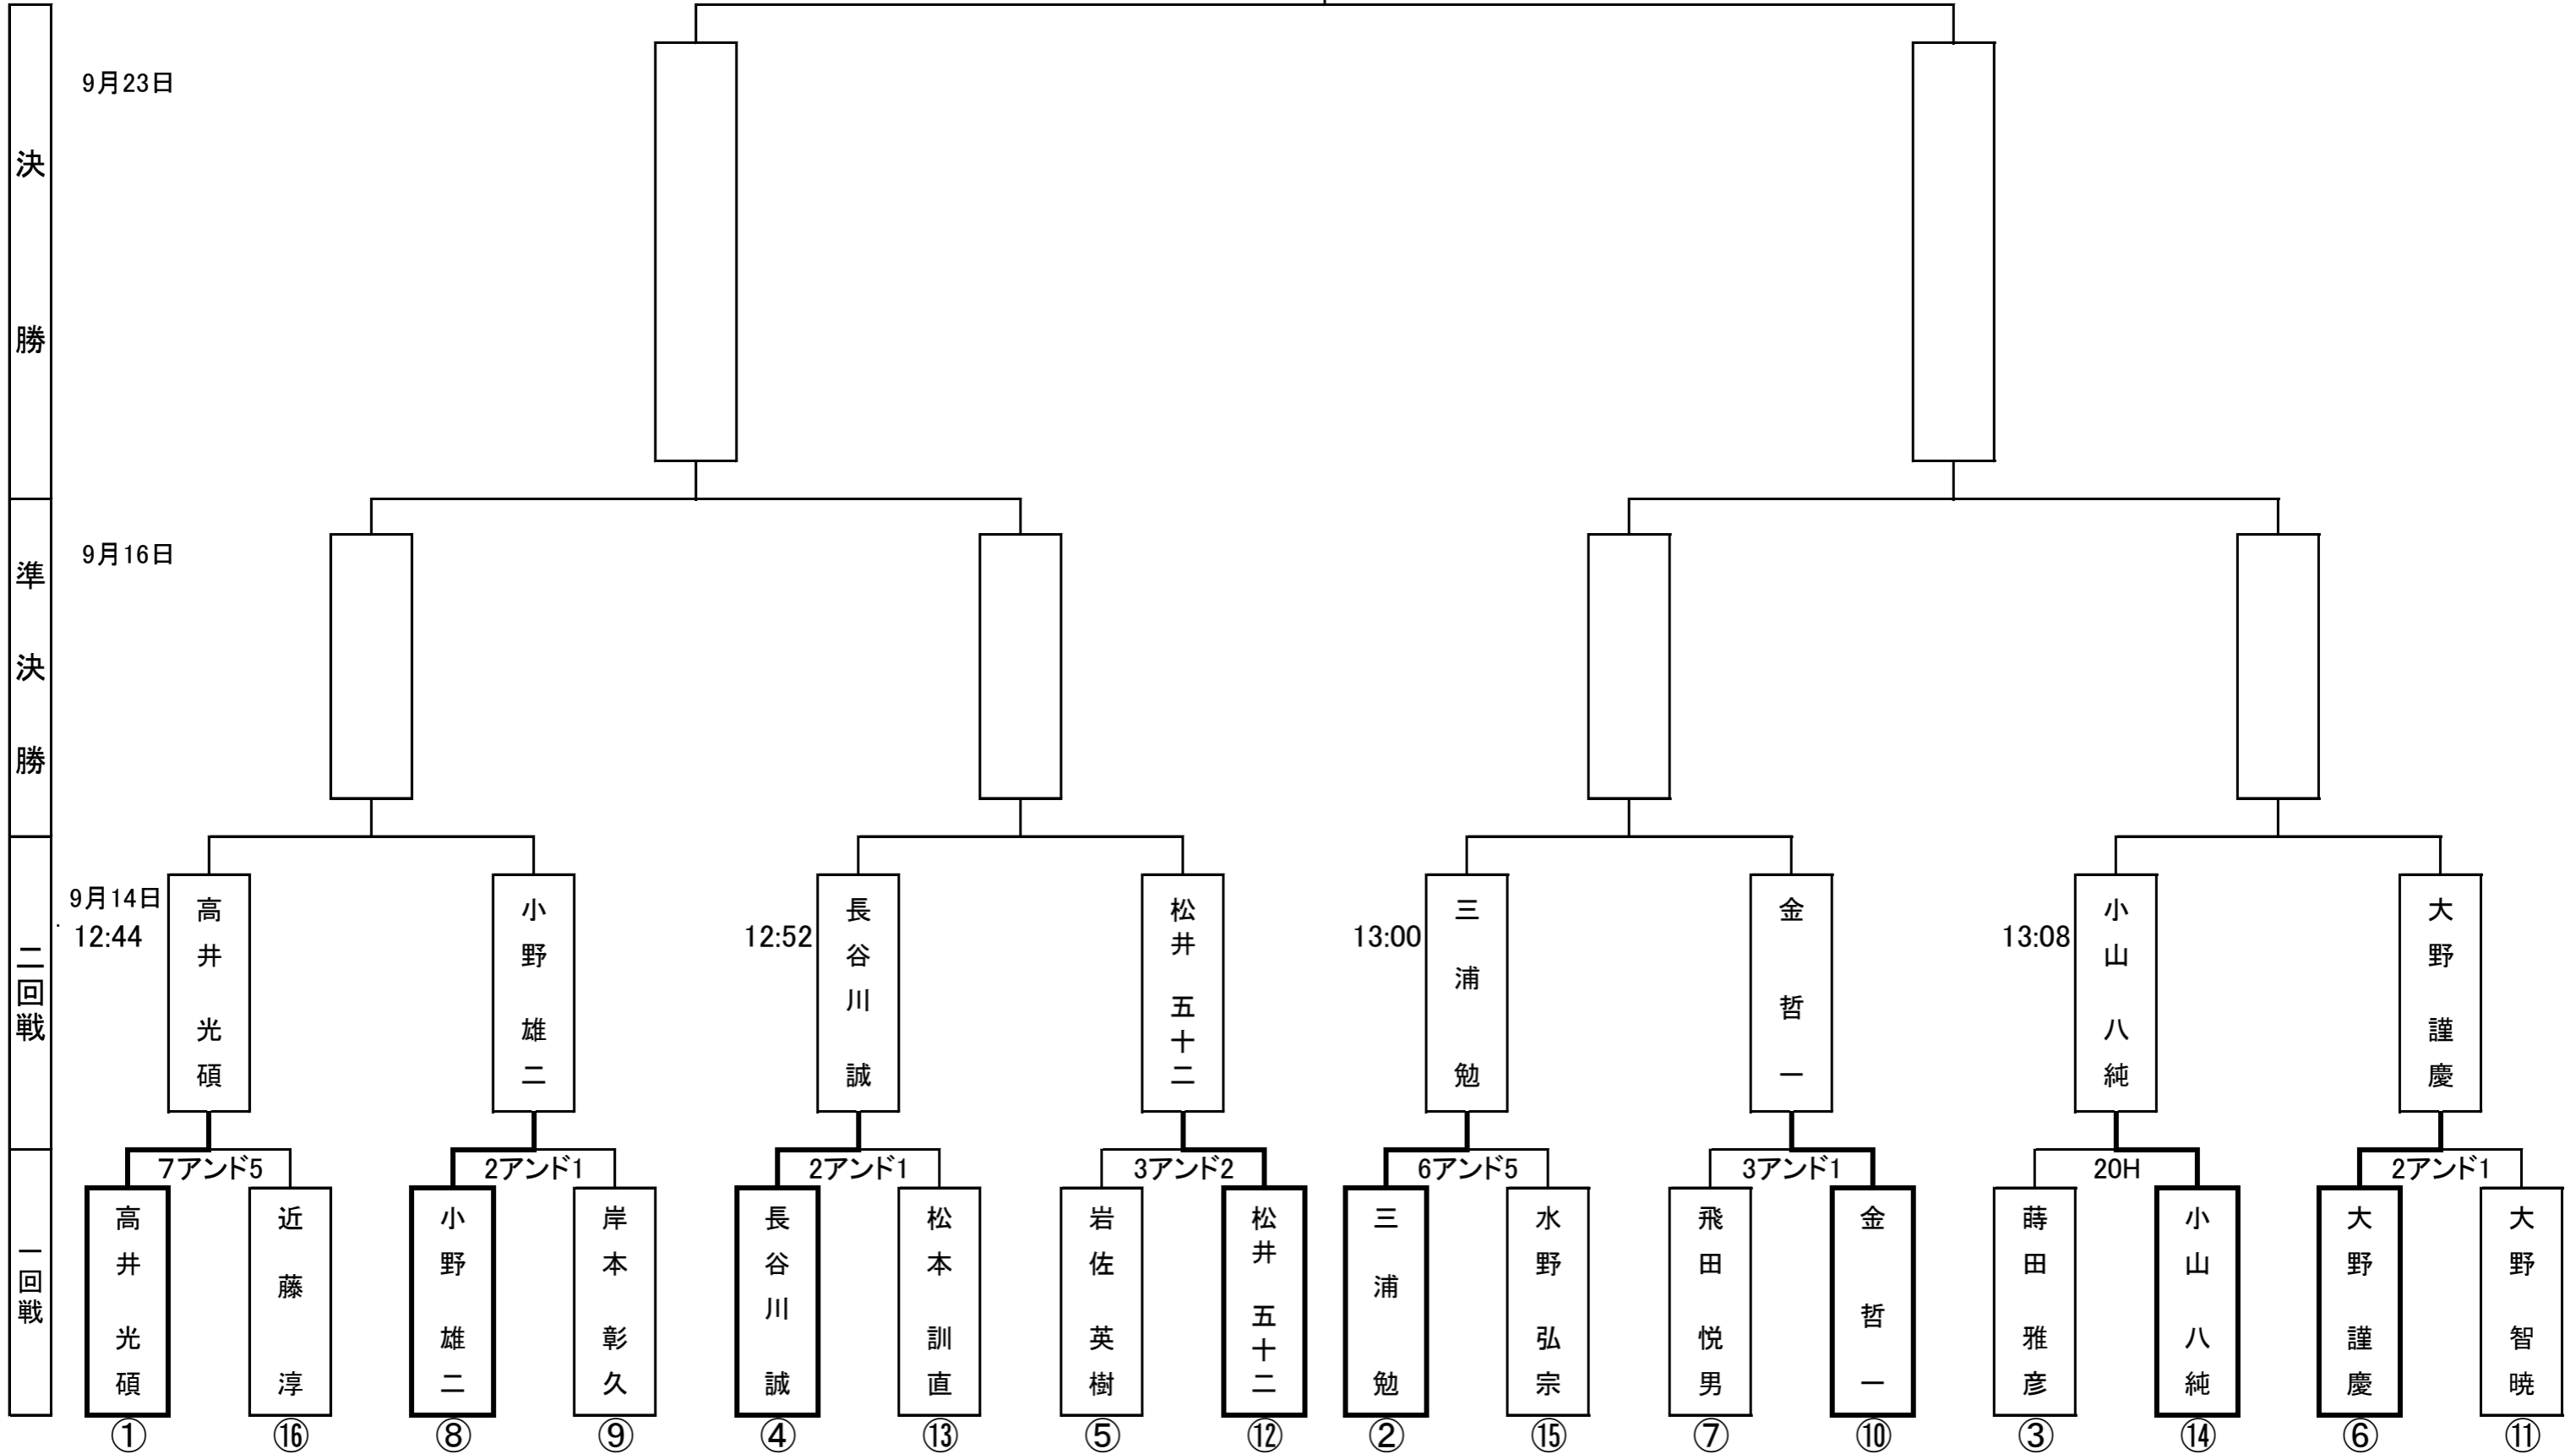 決勝
9月23日
準決勝
9月16日
二回戦
9月14日
12:44
高井 光碩
小野 雄二
12:52
長谷川 誠
松井 五十二
13:00
三浦 勉
金 哲一
13:08
小山 八純
大野 謹慶
一回戦
7アンド5
2アンド1
2アンド1
3アンド2
6アンド5
3アンド1
20H
2アンド1
高井 光碩
近藤 淳
小野 雄二
岸本 彰久
長谷川 誠
松本 訓直
岩佐 英樹
松井 五十二
三浦 勉
水野 弘宗
飛田 悦男
金 哲一
蒔田 雅彦
小山 八純
大野 謹慶
大野 智暁
① ⑯ ⑧ ⑨ ④ ⑬ ⑤ ⑫ ② ⑮ ⑦ ⑩ ③ ⑭ ⑥ ⑪